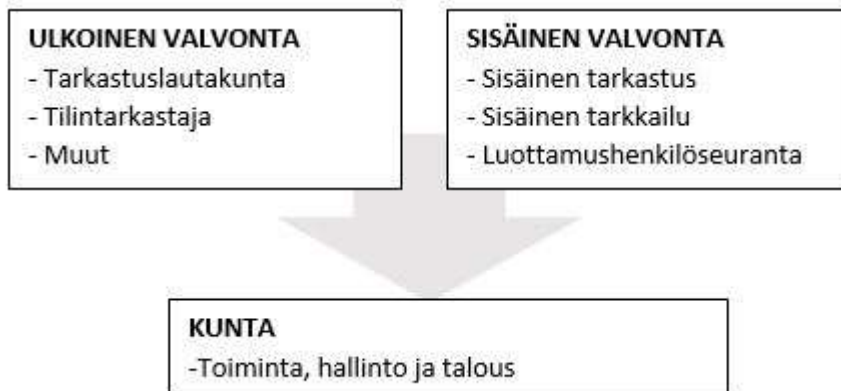 ULKOINEN VALVONTA
- Tarkastuslautakunta
- Tilintarkastaja
- Muut
SISÄINEN VALVONTA
- Sisäinen tarkastus
- Sisäinen tarkkailu
- Luottamushenkilöseuranta
KUNTA
-Toiminta, hallinto ja talous